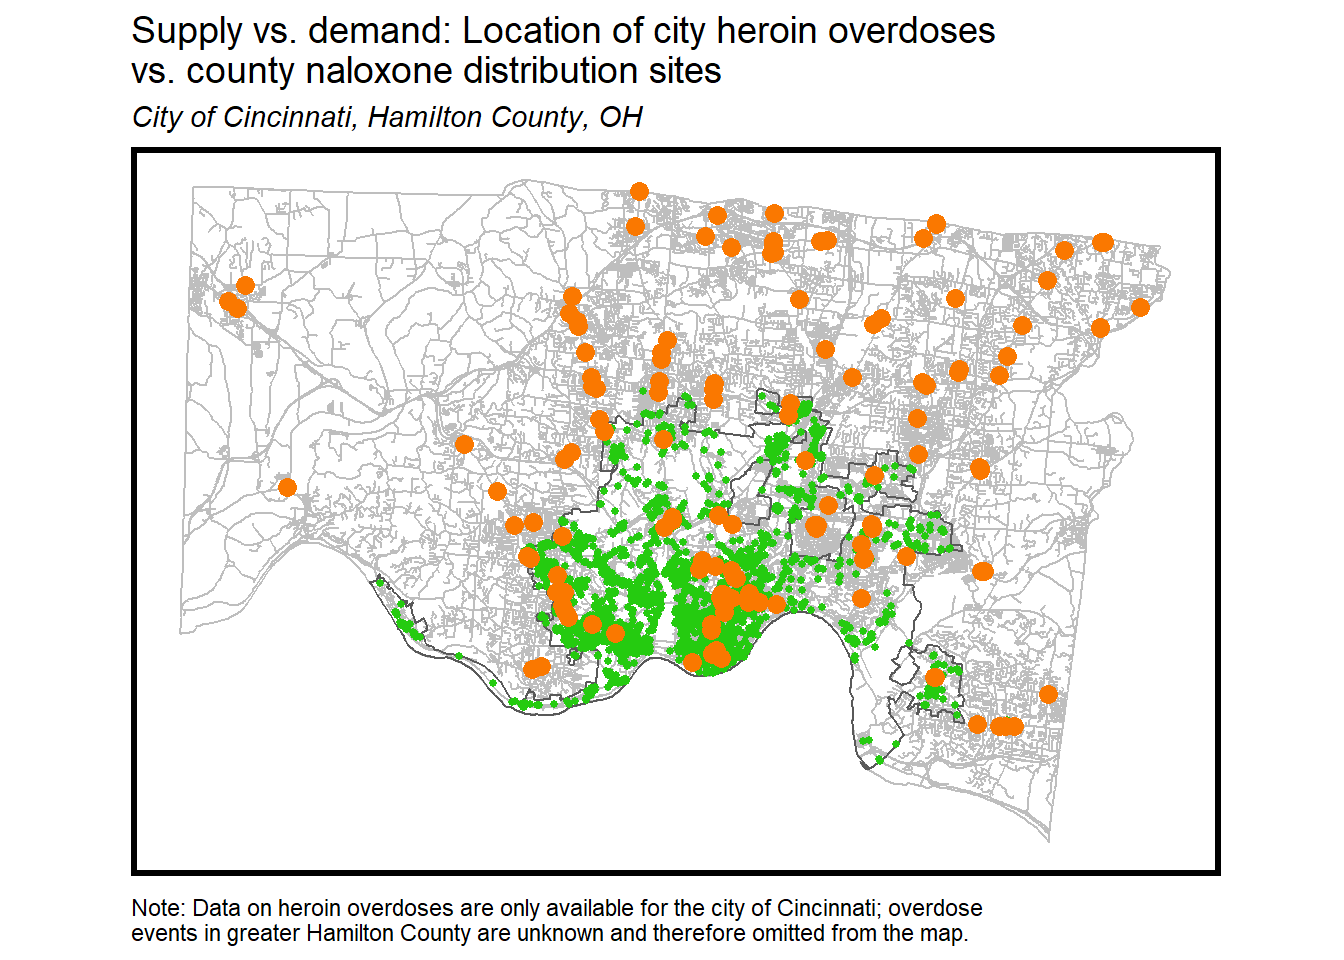 Supply vs. demand: Location of city heroin overdoses
vs. county naloxone distribution sites
City of Cincinnati, Hamilton County, OH
Note: Data on heroin overdoses are only available for the city of Cincinnati; overdose
events in greater Hamilton County are unknown and therefore omitted from the map.